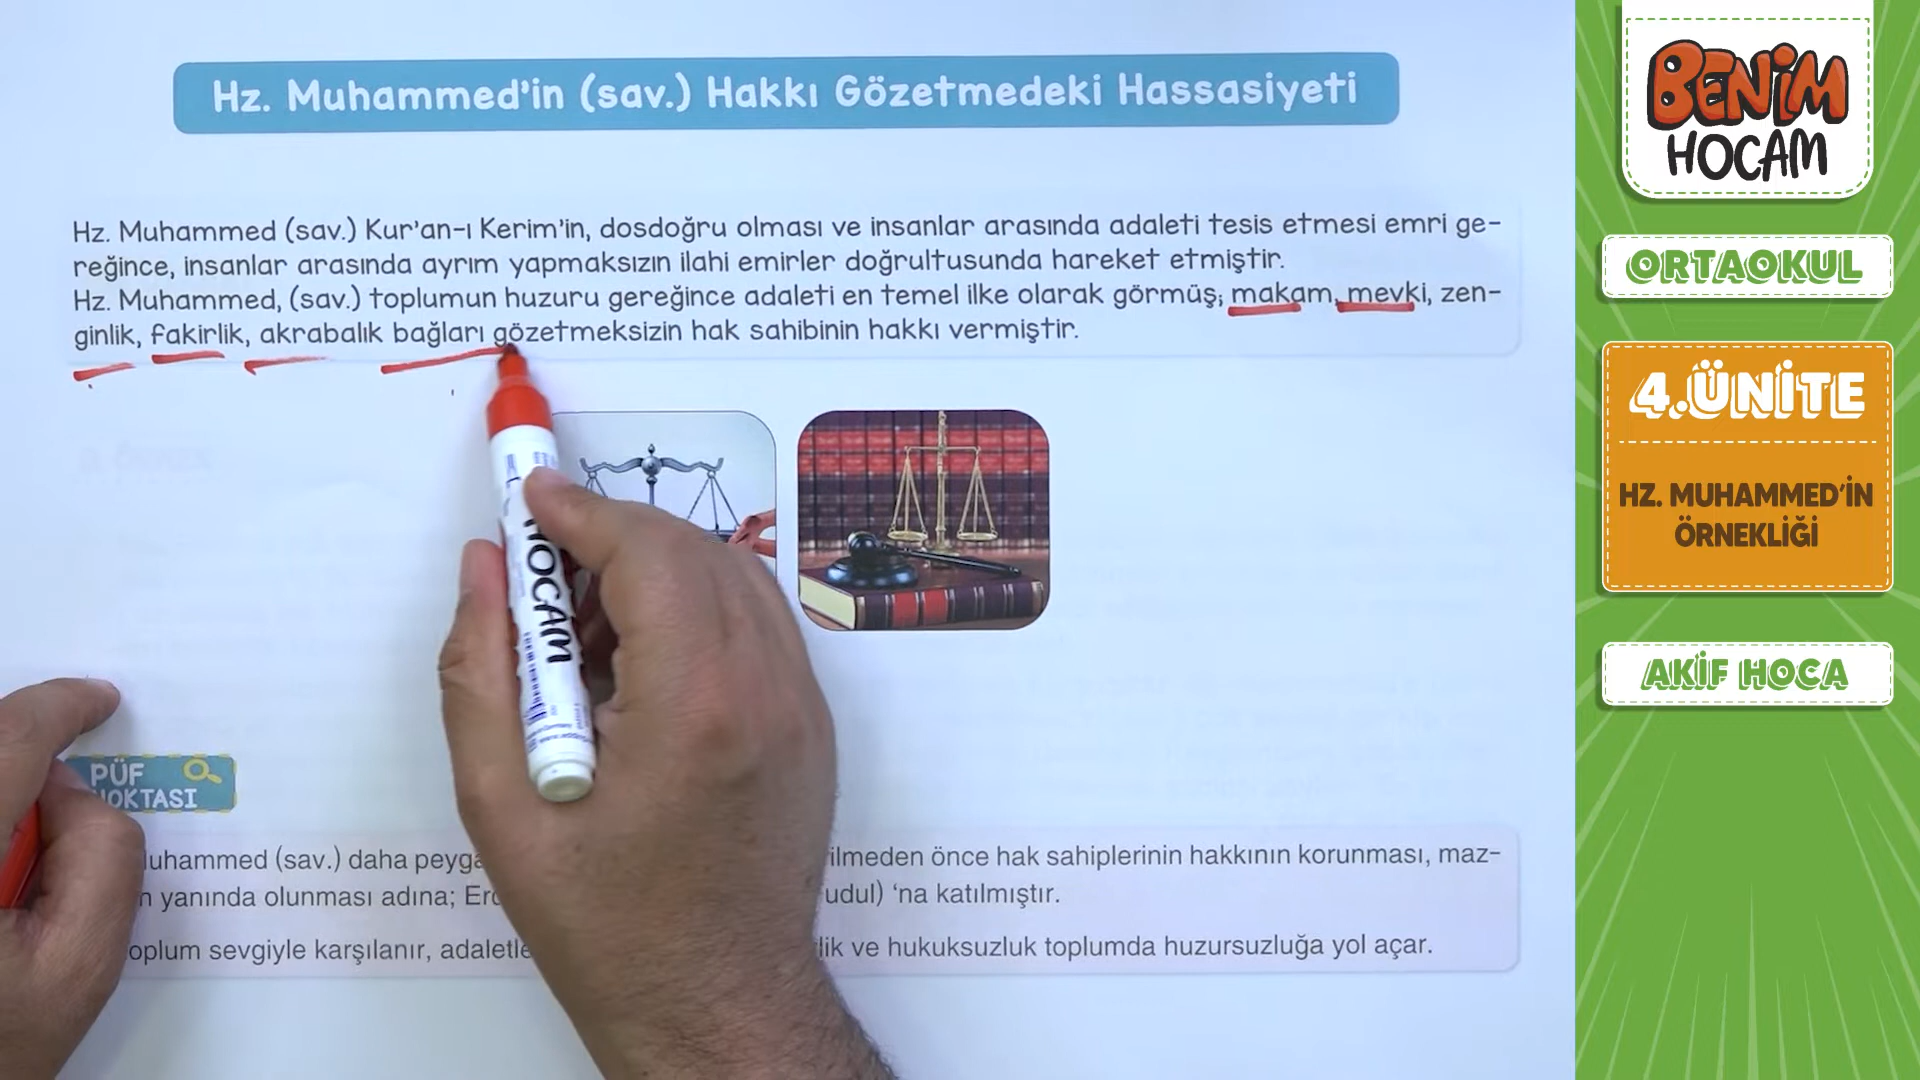 Hz. Muhammed'in (sav.) Hakkı Gözetmedeki Hassasiyeti
Hz. Muhammed (sav.) Kur'an-ı Kerim'in, dosdoğru olması ve insanlar arasında adaleti tesis etmesi emri ge-
reğince, insanlar arasında ayrım yapmaksızın ilahi emirler doğrultusunda hareket etmiştir.
Hz. Muhammed, (sav.) toplumun huzuru gereğince adaleti en temel ilke olarak görmüş; makam, mevki, zen-
ginlik, fakirlik, akrabalık bağları gözetmeksizin hak sahibinin hakkı vermiştir.
HOCAM
PÜF
NOKTASI
Muhammed (sav.) daha peyga ilmeden önce hak sahiplerinin hakkının korunması, maz-
n yanında olunması adına; Erd udul) 'na katılmıştır.
oplum sevgiyle karşılanır, adaletle lik ve hukuksuzluk toplumda huzursuzluğa yol açar.
BENİM
HOCAM
ORTAOKUL
4.ÜNİTE
HZ. MUHAMMED'İN
ÖRNEKLİĞİ
AKİF HOCA